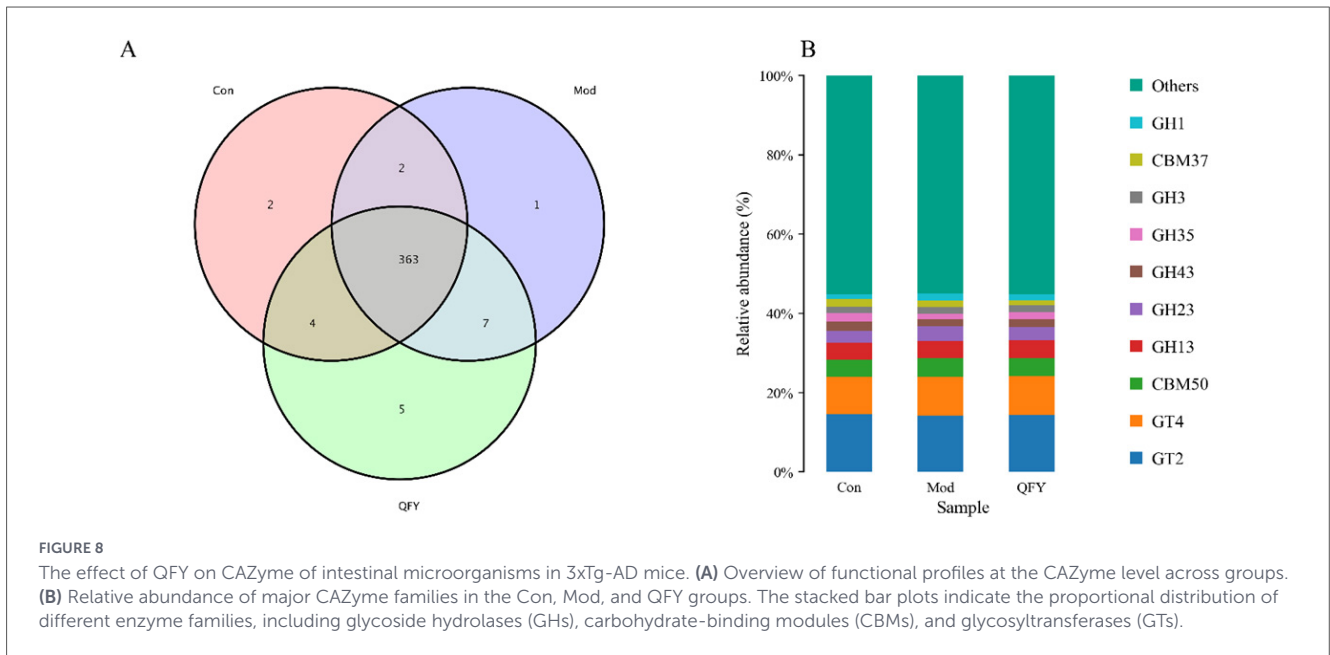 A
Con
Mod
2
2
1
363
4
7
5
QFY
B
100%
80%
60%
40%
20%
0%
Relative abundance (%)
Con
Mod
QFY
Sample
Others
GH1
CBM37
GH3
GH35
GH43
GH23
GH13
CBM50
GT4
GT2
FIGURE 8
The effect of QFY on CAZyme of intestinal microorganisms in 3xTg-AD mice. (A) Overview of functional profiles at the CAZyme level across groups.
(B) Relative abundance of major CAZyme families in the Con, Mod, and QFY groups. The stacked bar plots indicate the proportional distribution of
different enzyme families, including glycoside hydrolases (GHs), carbohydrate-binding modules (CBMs), and glycosyltransferases (GTs).